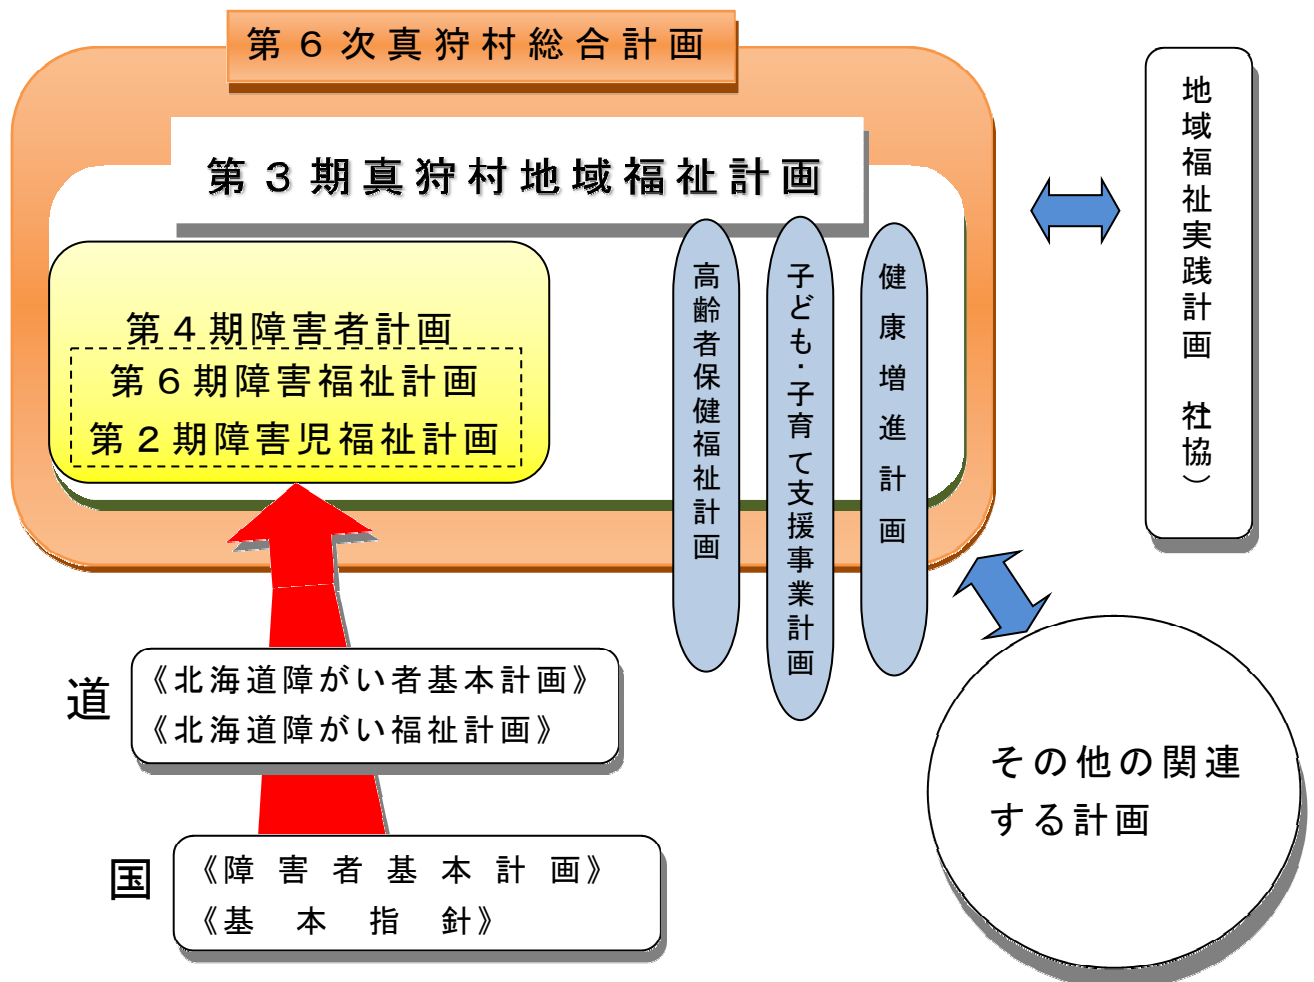 第６次真狩村総合計画
第３期真狩村地域福祉計画
第４期障害者計画
第６期障害福祉計画
第２期障害児福祉計画
高齢者保健福祉計画
子ども・子育て支援事業計画
健康増進計画
地域福祉実践計画 社協）
道
《北海道障がい者基本計画》
《北海道障がい福祉計画》
国
《障害者基本計画》
《基本指針》
その他の関連
する計画